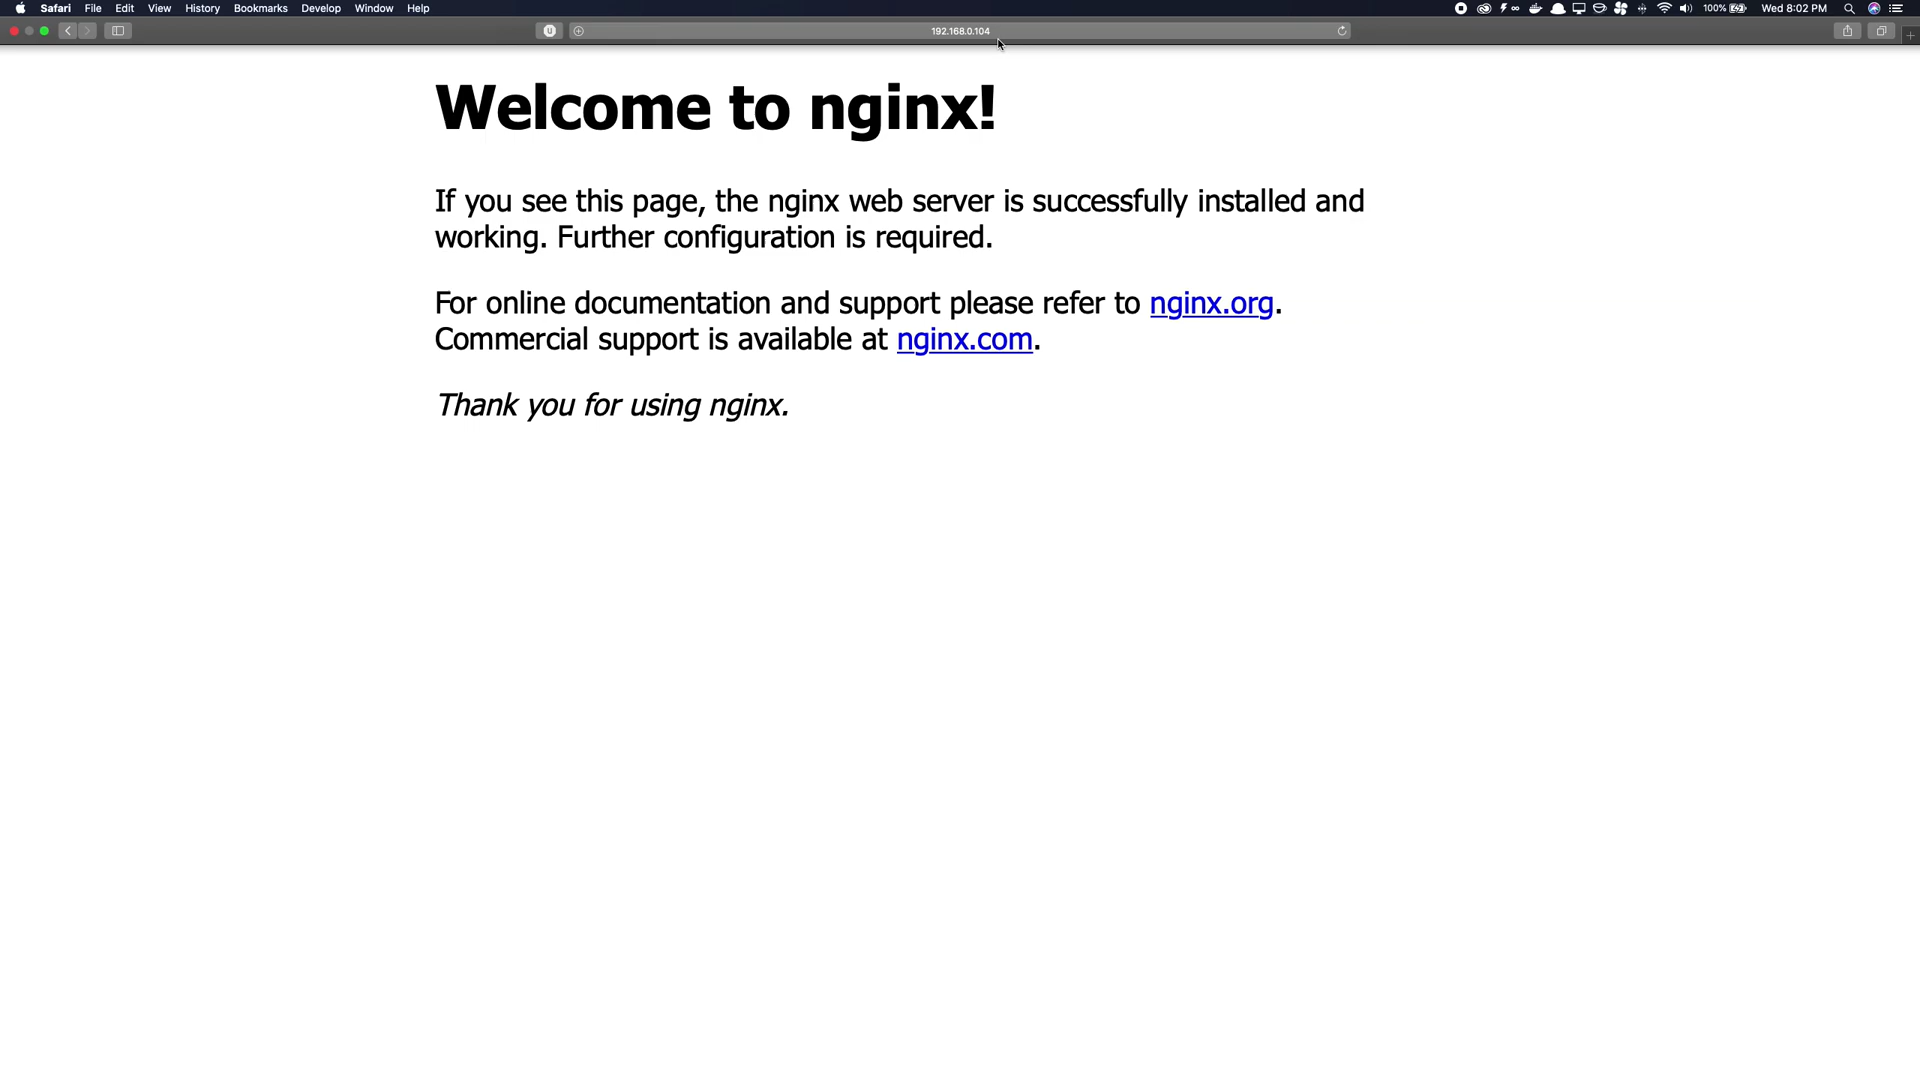 Safari File Edit View History Bookmarks Develop Window Help 100% Wed 8:02 PM
192.168.0.104
Welcome to nginx!
If you see this page, the nginx web server is successfully installed and
working. Further configuration is required.
For online documentation and support please refer to nginx.org.
Commercial support is available at nginx.com.
Thank you for using nginx.